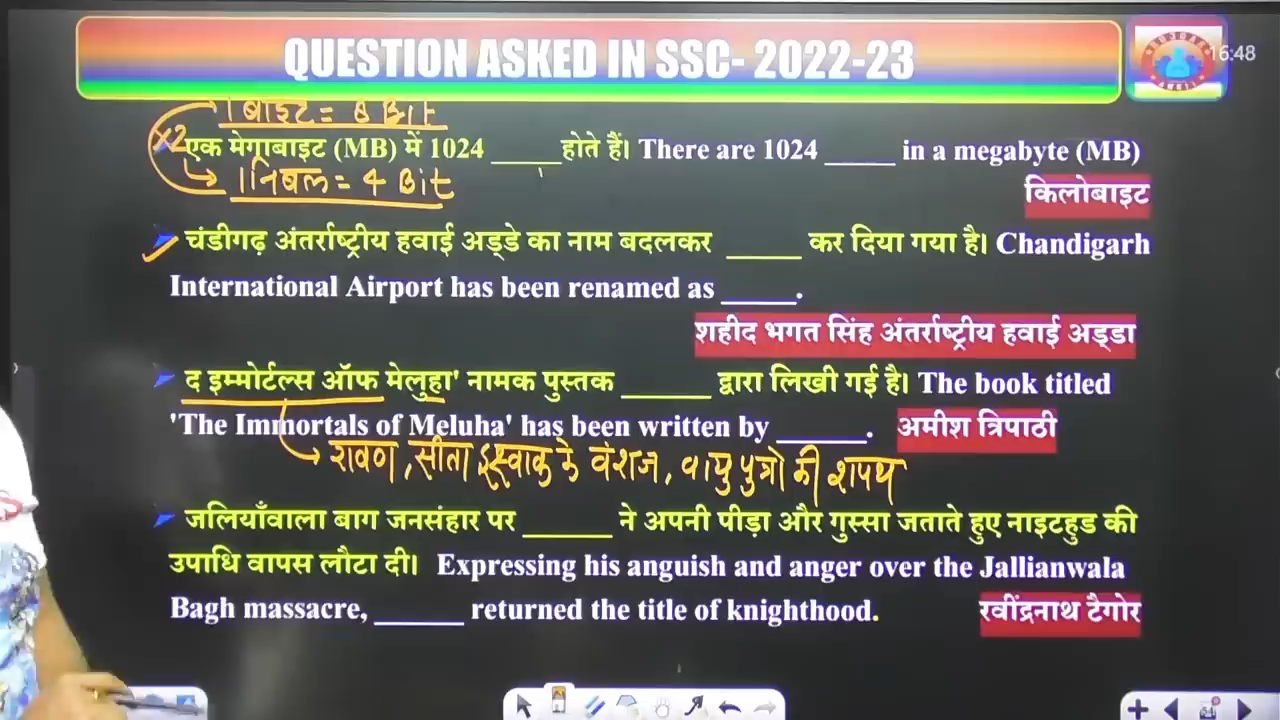 QUESTION ASKED IN SSC- 2022-23
16:48
1 बाइट = 8 Bit
x2
एक मेगाबाइट (MB) में 1024 _____ होते हैं। There are 1024 _____ in a megabyte (MB)
1 निबल = 4 Bit
किलोबाइट
चंडीगढ़ अंतर्राष्ट्रीय हवाई अड्डे का नाम बदलकर _____ कर दिया गया है। Chandigarh
International Airport has been renamed as _____.
शहीद भगत सिंह अंतर्राष्ट्रीय हवाई अड्डा
द इम्मोर्टल्स ऑफ मेलुहा' नामक पुस्तक ______ द्वारा लिखी गई है। The book titled
'The Immortals of Meluha' has been written by ______. अमीश त्रिपाठी
रावण, सीता इस्वाकु के वंशज, वायु पुत्रो की शपथ
जलियाँवाला बाग जनसंहार पर ______ ने अपनी पीड़ा और गुस्सा जताते हुए नाइटहुड की
उपाधि वापस लौटा दी। Expressing his anguish and anger over the Jallianwala
Bagh massacre, ______ returned the title of knighthood. रवींद्रनाथ टैगोर